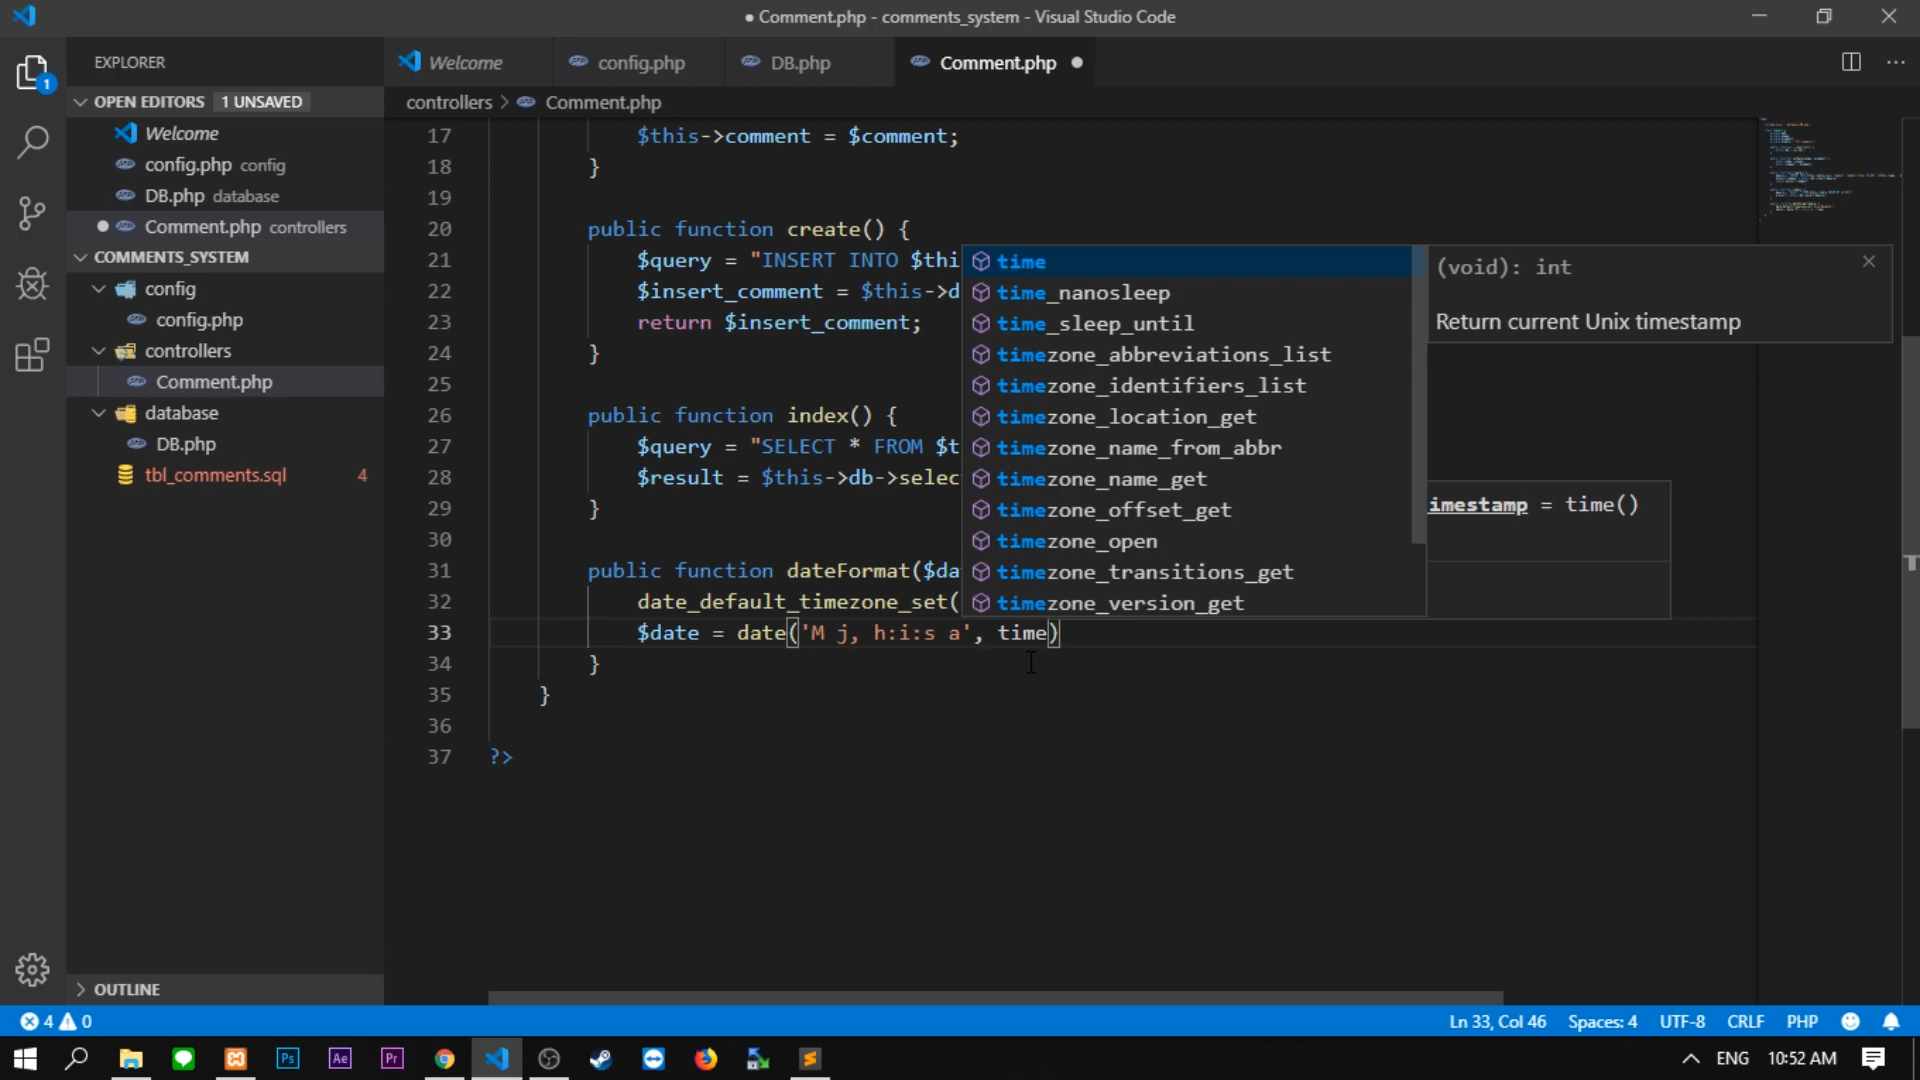 ● Comment.php - comments_system - Visual Studio Code
EXPLORER
OPEN EDITORS 1 UNSAVED
Welcome
config.php config
DB.php database
Comment.php controllers
COMMENTS_SYSTEM
config
config.php
controllers
Comment.php
database
DB.php
tbl_comments.sql 4
OUTLINE
1
Welcome
config.php
DB.php
Comment.php
controllers > Comment.php
17 $this->comment = $comment;
18 }
19
20 public function create() {
21 $query = "INSERT INTO $thi
22 $insert_comment = $this->d
23 return $insert_comment;
24 }
25
26 public function index() {
27 $query = "SELECT * FROM $t
28 $result = $this->db->selec
29 }
30
31 public function dateFormat($da
32 date_default_timezone_set(
33 $date = date('M j, h:i:s a', time)
34 }
35 }
36
37 ?>
time
time_nanosleep
time_sleep_until
timezone_abbreviations_list
timezone_identifiers_list
timezone_location_get
timezone_name_from_abbr
timezone_name_get
timezone_offset_get
timezone_open
timezone_transitions_get
timezone_version_get
(void): int
Return current Unix timestamp
imestamp = time()
4 0
Ln 33, Col 46 Spaces: 4 UTF-8 CRLF PHP
Ps Ae Pr
ENG 10:52 AM